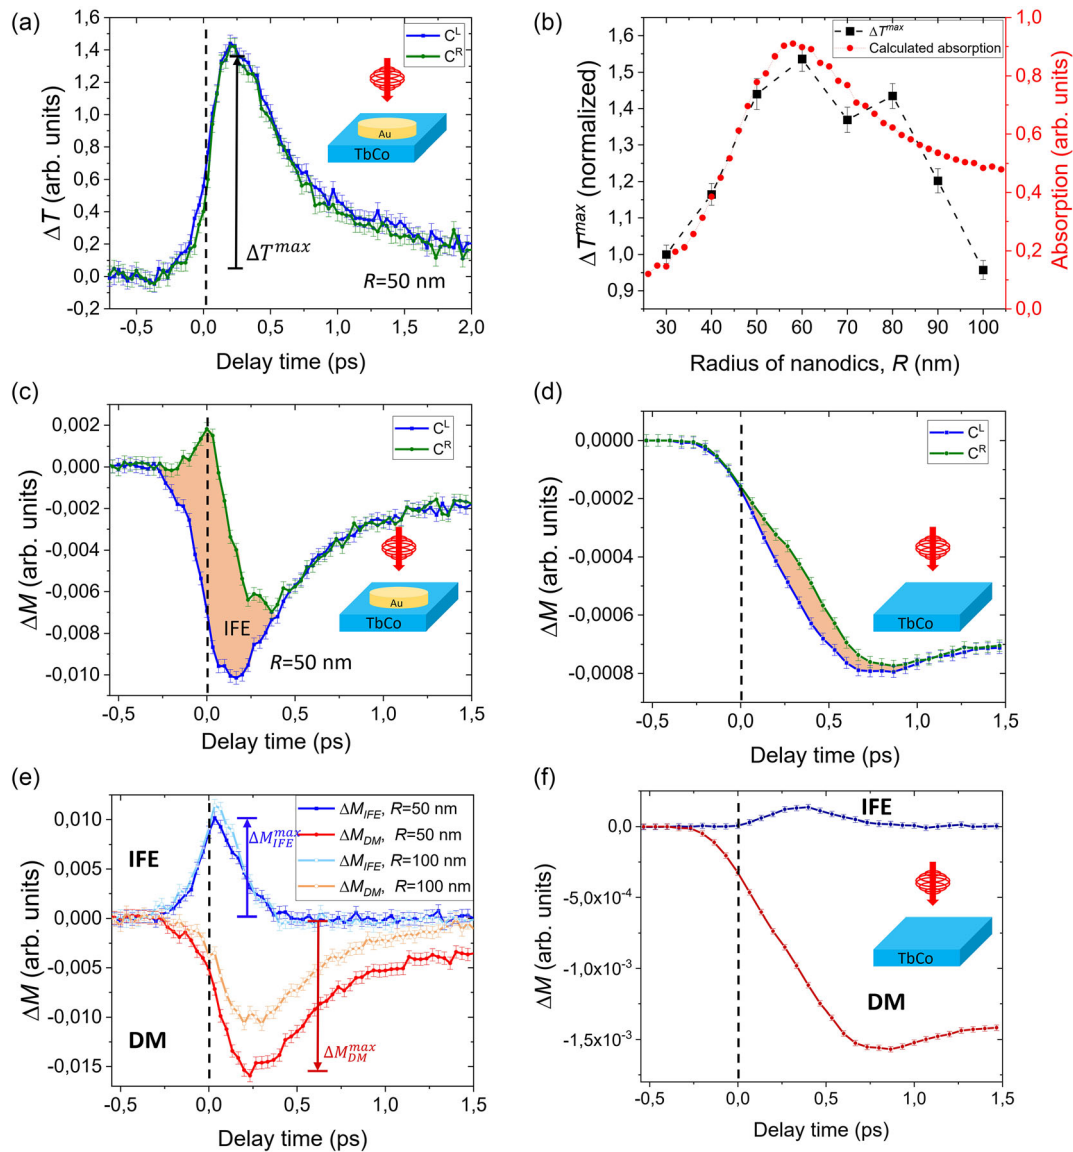 (a)
1,6
1,4
1,2
1,0
0,8
0,6
0,4
0,2
0,0
-0,2
ΔT (arb. units)
C^L
C^R
Au
TbCo
ΔT^max
R=50 nm
0,0 0,5 1,0 1,5 2,0
Delay time (ps)
(b)
1,6
1,5
1,4
1,3
1,2
1,1
1,0
0,9
ΔT^max (normalized)
ΔT^max
Calculated absorption
1,0
0,8
0,6
0,4
0,2
0,0
Absorption (arb. units)
30 40 50 60 70 80 90 100
Radius of nanodics, R (nm)
(c)
0,002
0,000
-0,002
-0,004
-0,006
-0,008
-0,010
ΔM (arb. units)
C^L
C^R
IFE
Au
TbCo
R=50 nm
-0,5 0,0 0,5 1,0 1,5
Delay time (ps)
(d)
0,0000
-0,0002
-0,0004
-0,0006
-0,0008
ΔM (arb. units)
C^L
C^R
TbCo
-0,5 0,0 0,5 1,0 1,5
Delay time (ps)
(e)
0,010
0,005
0,000
-0,005
-0,010
-0,015
ΔM (arb. units)
IFE
DM
ΔM_IFE, R=50 nm
ΔM_DM, R=50 nm
ΔM_IFE, R=100 nm
ΔM_DM, R=100 nm
ΔM_IFE^max
ΔM_DM^max
-0,5 0,0 0,5 1,0 1,5
Delay time (ps)
(f)
0,0
-5,0x10^-4
-1,0x10^-3
-1,5x10^-3
ΔM (arb. units)
IFE
TbCo
DM
-0,5 0,0 0,5 1,0 1,5
Delay time (ps)